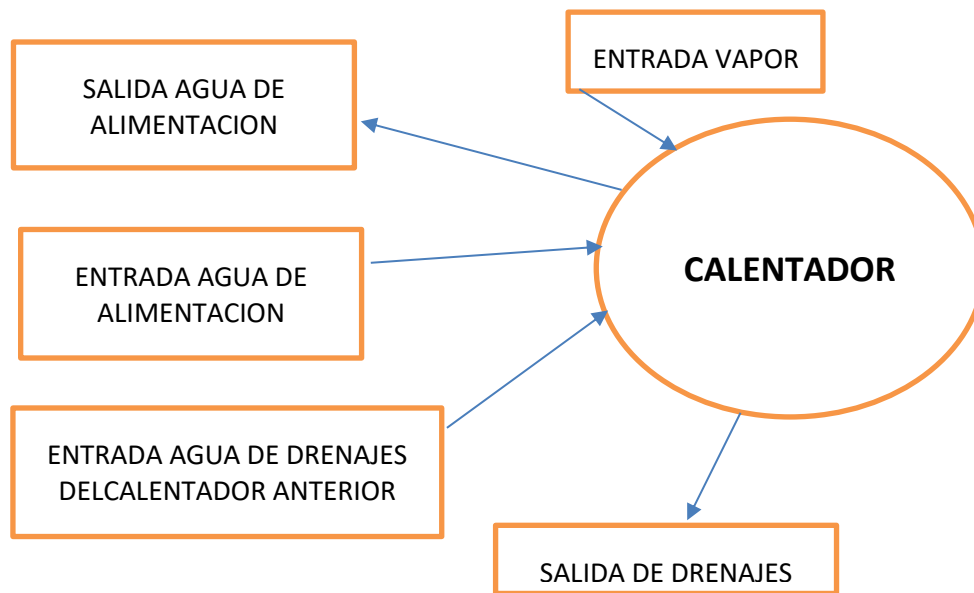 SALIDA AGUA DE
ALIMENTACION
ENTRADA VAPOR
ENTRADA AGUA DE
ALIMENTACION
CALENTADOR
ENTRADA AGUA DE DRENAJES
DELCALENTADOR ANTERIOR
SALIDA DE DRENAJES